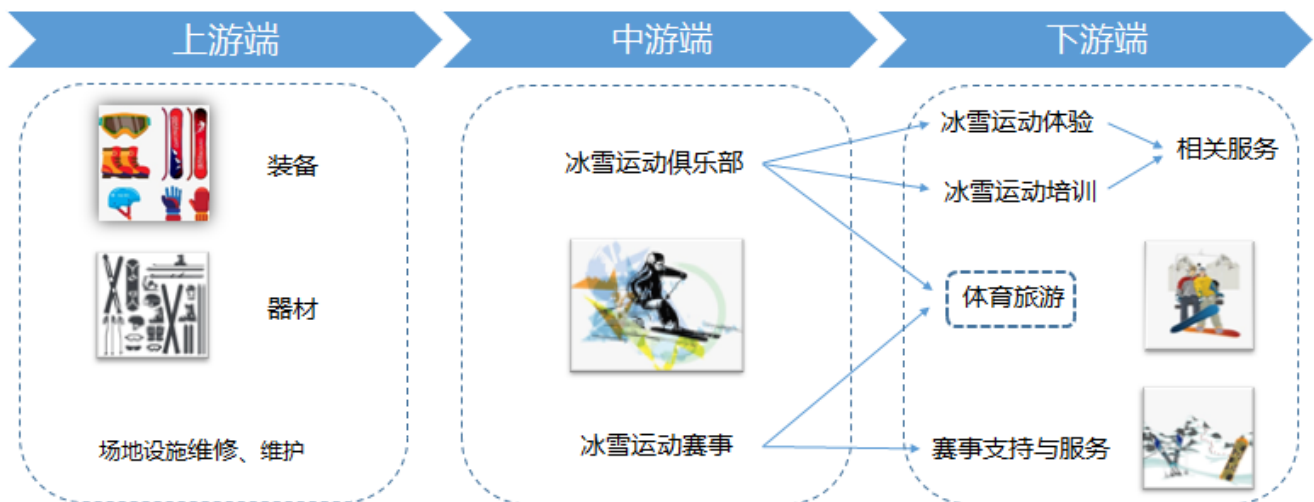 上游端
中游端
下游端
装备
器材
场地设施维修、维护
冰雪运动俱乐部
冰雪运动赛事
冰雪运动体验
冰雪运动培训
相关服务
体育旅游
赛事支持与服务